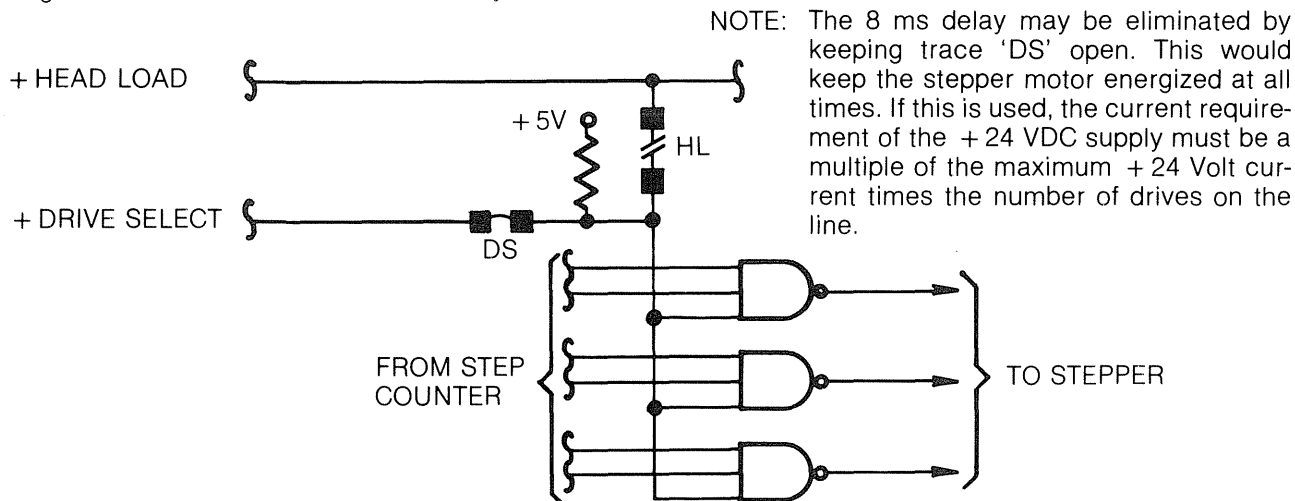 NOTE: The 8 ms delay may be eliminated by
keeping trace 'DS' open. This would
keep the stepper motor energized at all
times. If this is used, the current require-
ment of the + 24 VDC supply must be a
multiple of the maximum + 24 Volt cur-
rent times the number of drives on the
line.
+ HEAD LOAD
+ 5V
HL
+ DRIVE SELECT
DS
FROM STEP
COUNTER
TO STEPPER